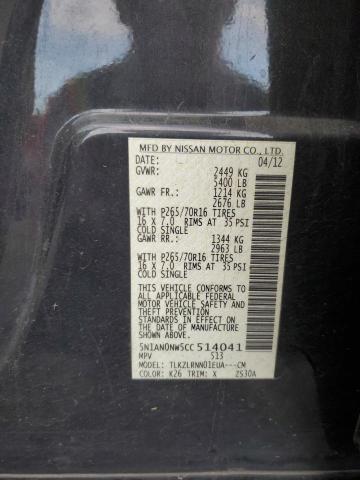 MFD BY NISSAN MOTOR CO., LTD.
DATE: 04/12
GVWR: 2449 KG
5400 LB
GAWR FR.: 1214 KG
2676 LB
WITH P265/70R16 TIRES
16 X 7.0 RIMS AT 35 PSI
COLD SINGLE
GAWR RR.: 1344 KG
2963 LB
WITH P265/70R16 TIRES
16 X 7.0 RIMS AT 35 PSI
COLD SINGLE
THIS VEHICLE CONFORMS TO ALL
APPLICABLE U.S. FEDERAL
MOTOR VEHICLE SAFETY AND
THEFT PREVENTION STANDARDS
IN EFFECT ON THE DATE OF
MANUFACTURE SHOWN ABOVE.
5N1AN0NW5CC 514041
MPV 513
MODEL: TLKZLRNN01EUA---CM
COLOR: K26 TRIM: X ZS30A